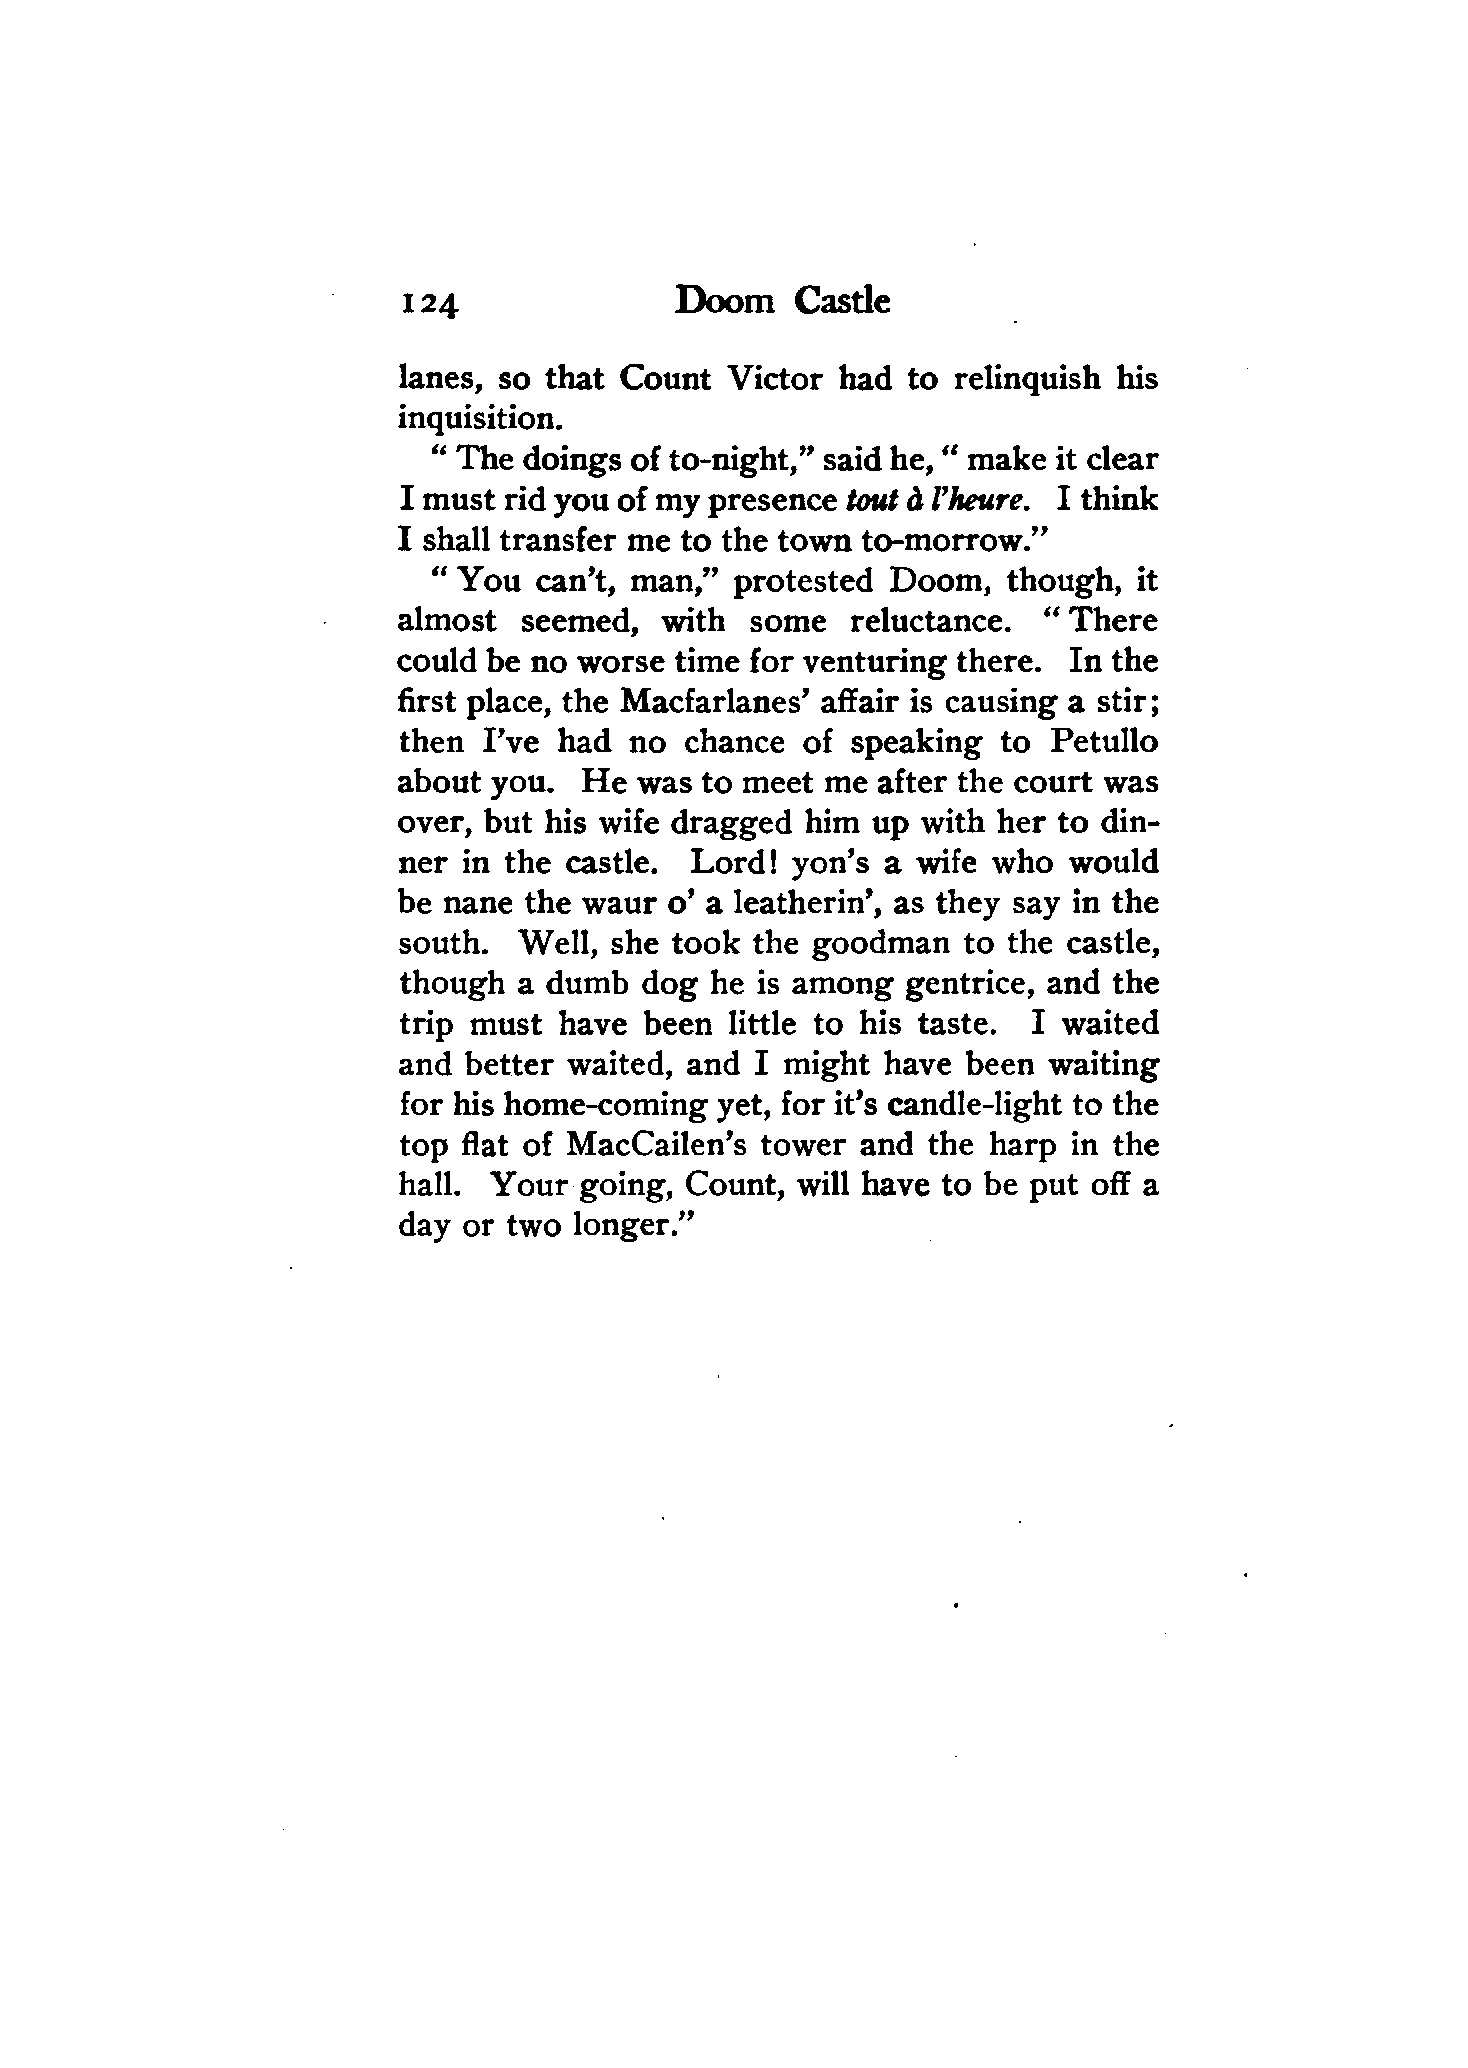 124 Doom Castle
lanes, so that Count Victor had to relinquish his
inquisition.
“ The doings of to-night,” said he, “ make it clear
I must rid you of my presence tout à l’heure. I think
I shall transfer me to the town to-morrow.”
“ You can’t, man,” protested Doom, though, it
almost seemed, with some reluctance. “ There
could be no worse time for venturing there. In the
first place, the Macfarlanes’ affair is causing a stir;
then I’ve had no chance of speaking to Petullo
about you. He was to meet me after the court was
over, but his wife dragged him up with her to din-
ner in the castle. Lord! yon’s a wife who would
be nane the waur o’ a leatherin’, as they say in the
south. Well, she took the goodman to the castle,
though a dumb dog he is among gentrice, and the
trip must have been little to his taste. I waited
and better waited, and I might have been waiting
for his home-coming yet, for it’s candle-light to the
top flat of MacCailen’s tower and the harp in the
hall. Your going, Count, will have to be put off a
day or two longer.”